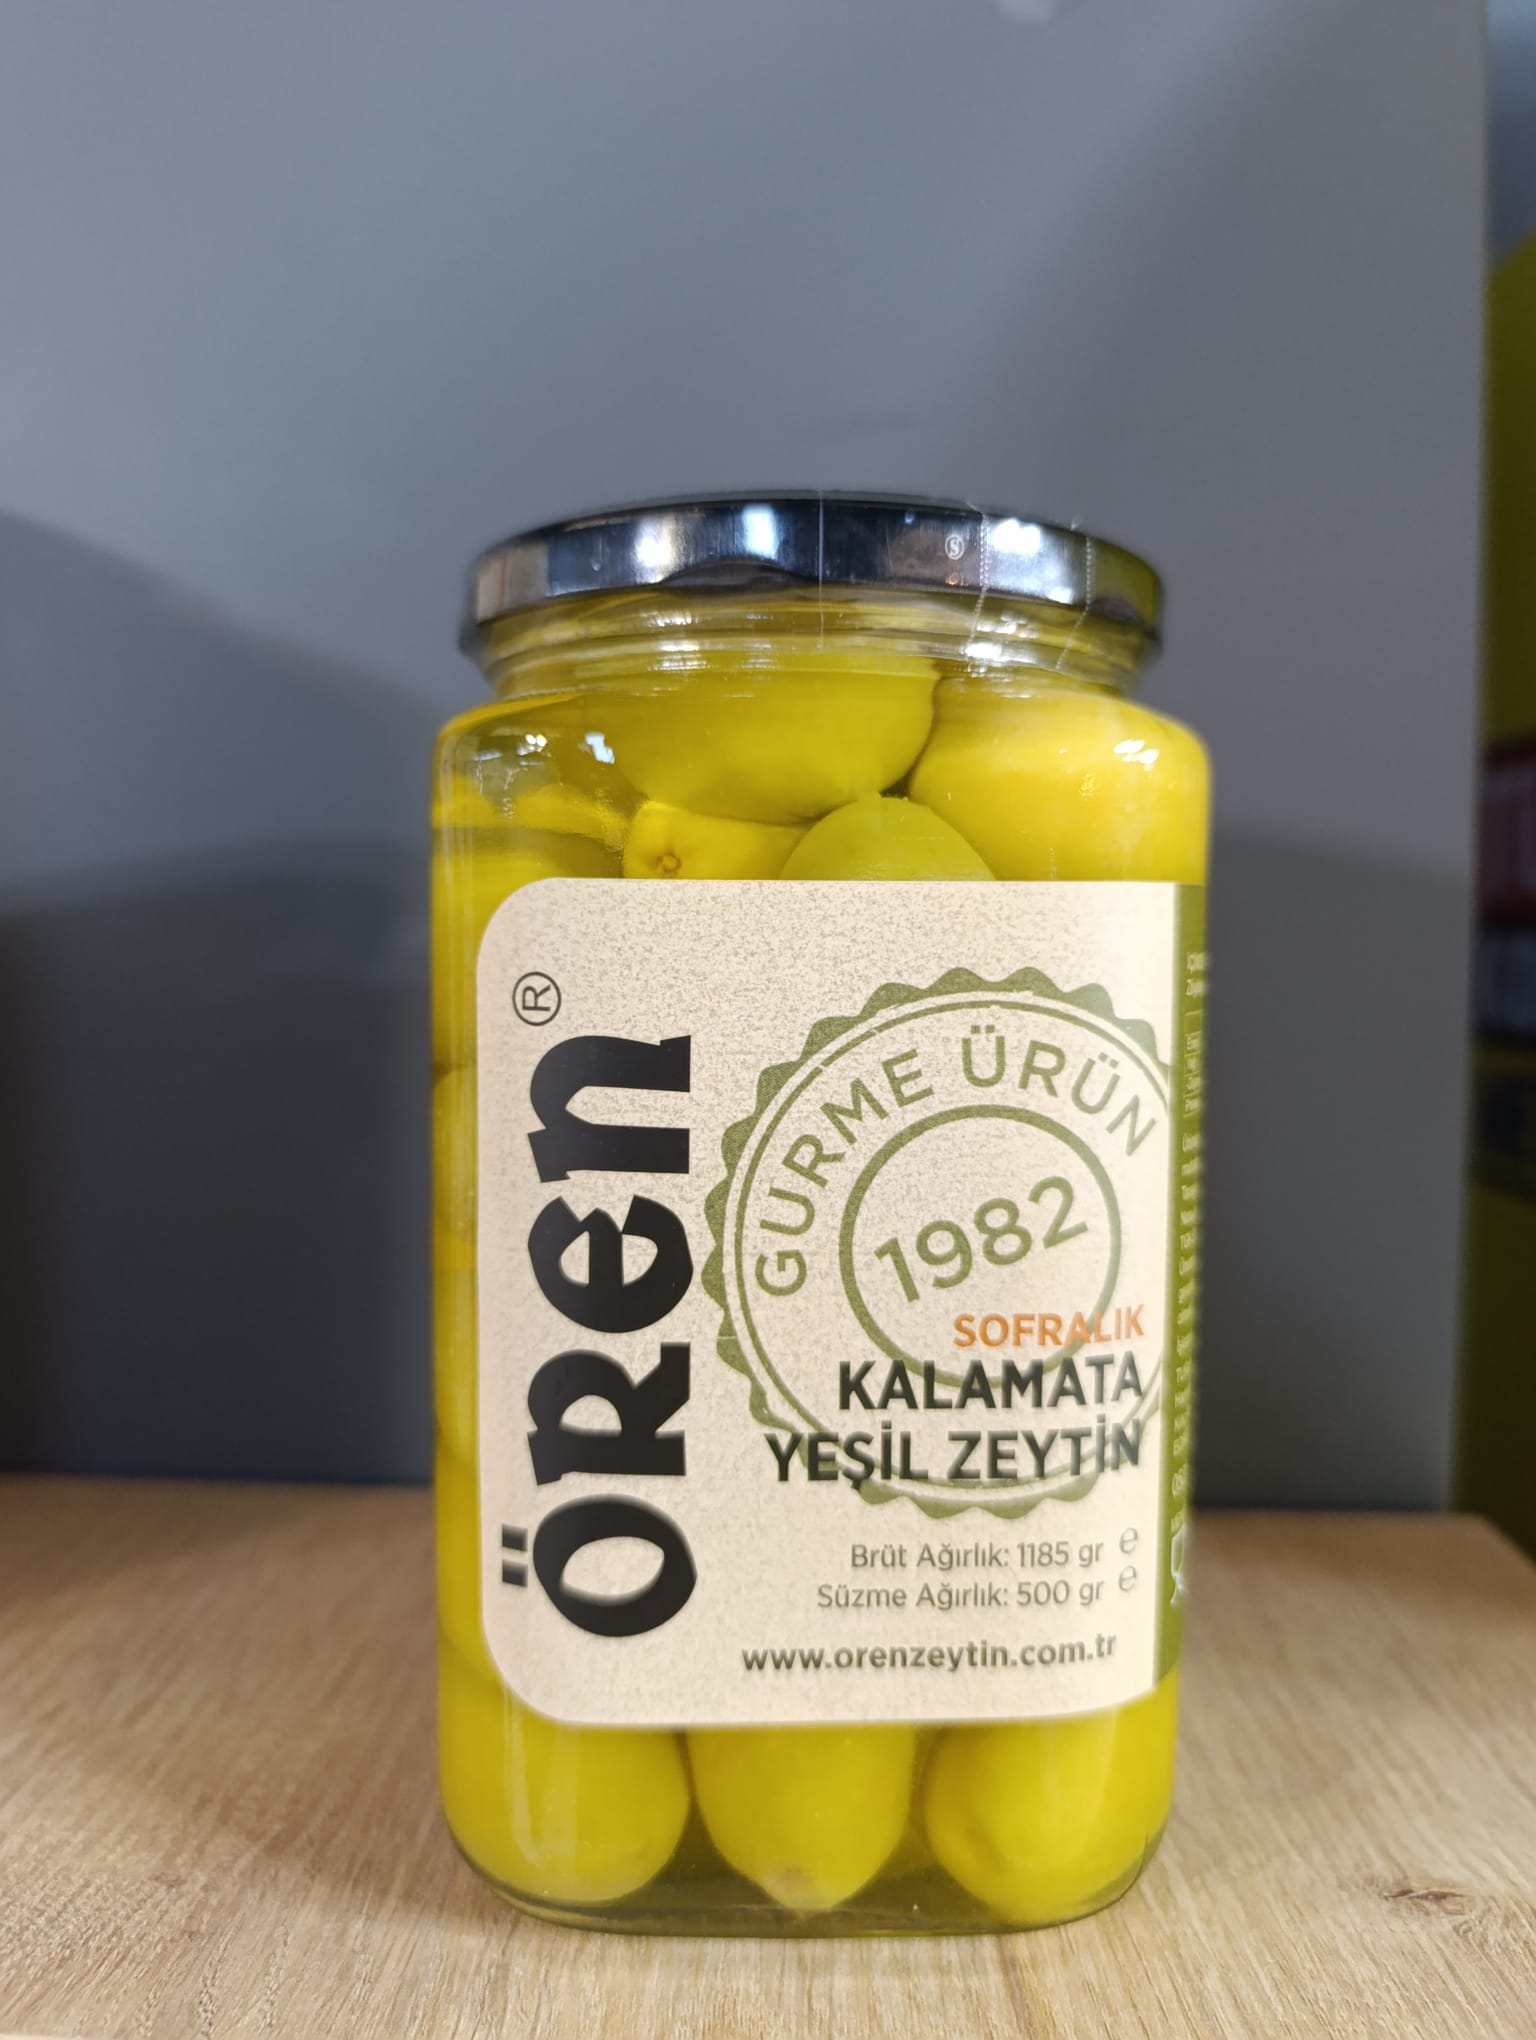 ören®
GURME ÜRÜN
1982
SOFRALIK
KALAMATA
YEŞİL ZEYTİN
Brüt Ağırlık: 1185 gr e
Süzme Ağırlık: 500 gr e
www.orenzeytin.com.tr